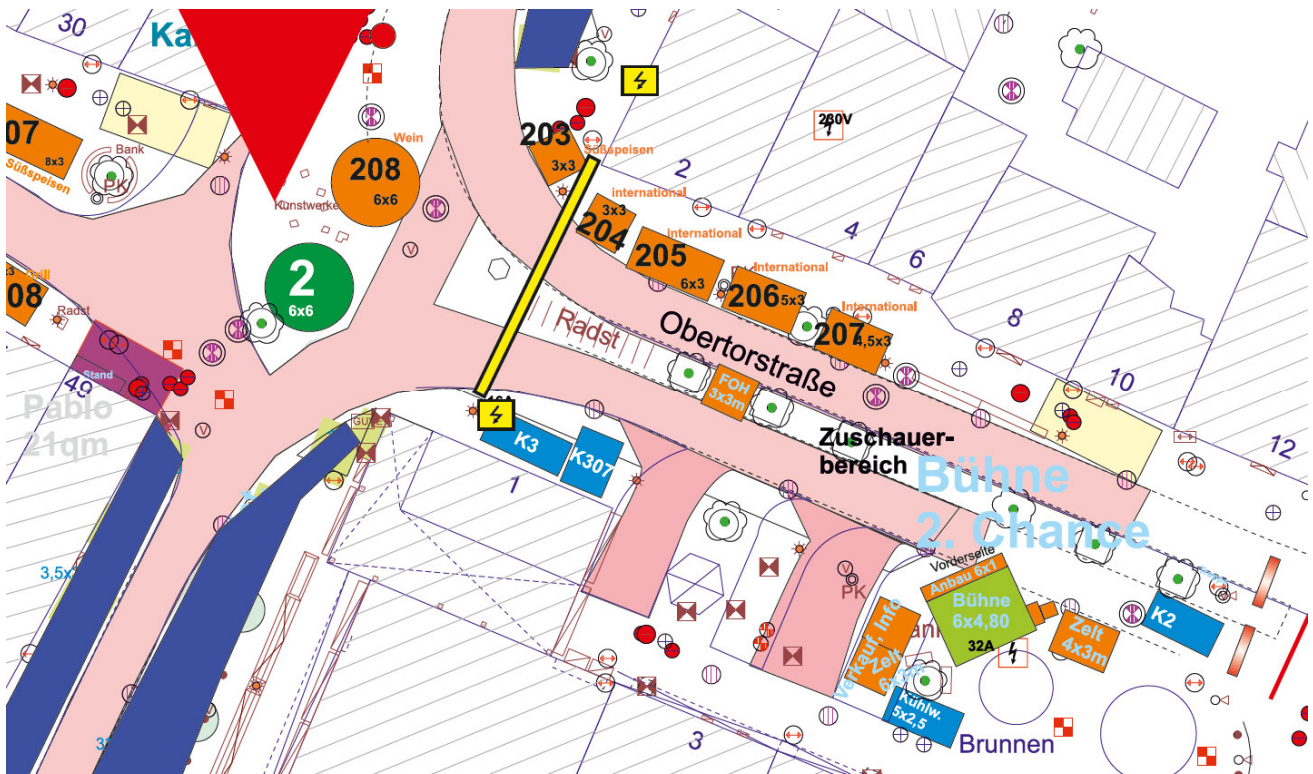 30
Ka
07
8x3
Süßspeisen
Bank
PK
Wein
208
6x6
Kunstwerke
203
3x3
Süßspeisen
2
230V
international
3x3
204
international
205
6x3
International
206
5x3
International
207
4,5x3
4
6
8
10
12
2
6x6
Grill
08
Radst
49
Stand
Pablo
21qm
Radst
Obertorstraße
FOH
3x3m
Zuschauer-
bereich
Bühne
2. Chance
K3
K307
1
3,5x
V
PK
Vorderseite
Anbau 6x1
Bühne
6x4,80
32A
Zelt
4x3m
K2
Verkauf, Info
Zelt
Kühlw.
5x2,5
3
Brunnen